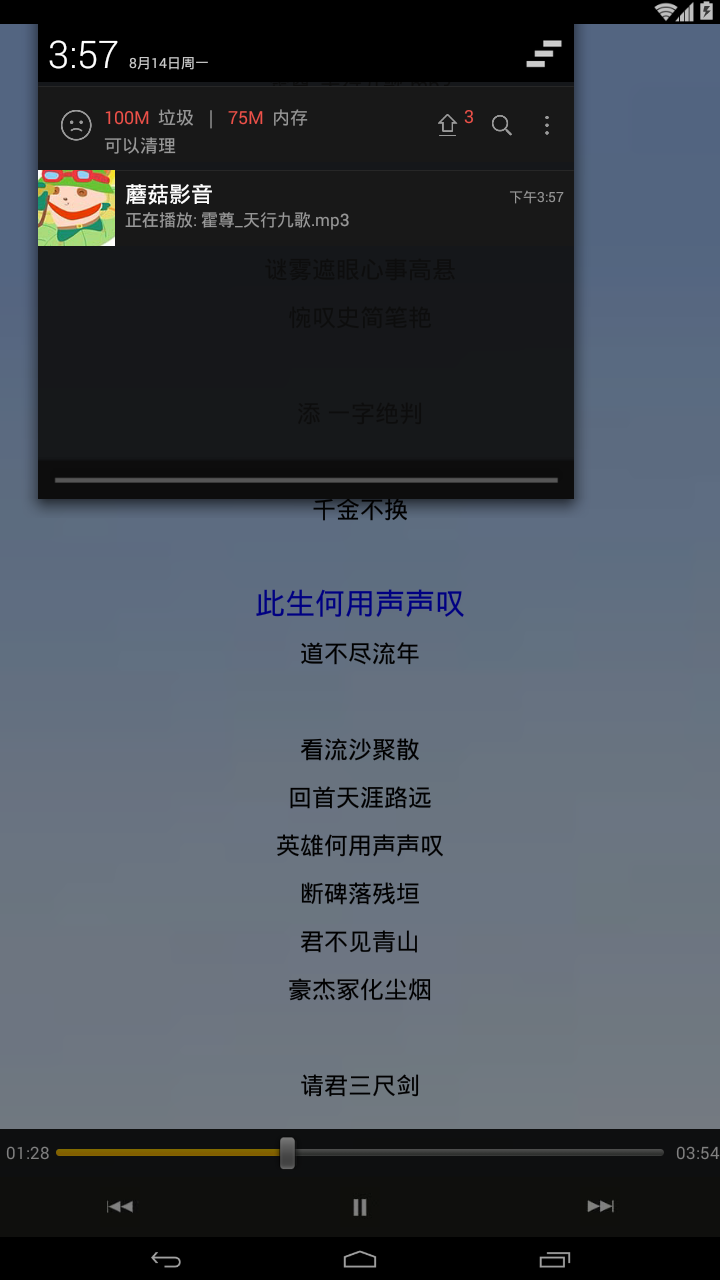 3:57 8月14日周一
100M 垃圾 | 75M 内存 3
可以清理
蘑菇影音 下午3:57
正在播放: 霍尊_天行九歌.mp3
谜雾遮眼心事高悬
惋叹史简笔艳
添 一字绝判
千金不换
此生何用声声叹
道不尽流年
看流沙聚散
回首天涯路远
英雄何用声声叹
断碑落残垣
君不见青山
豪杰冢化尘烟
请君三尺剑
01:28 03:54